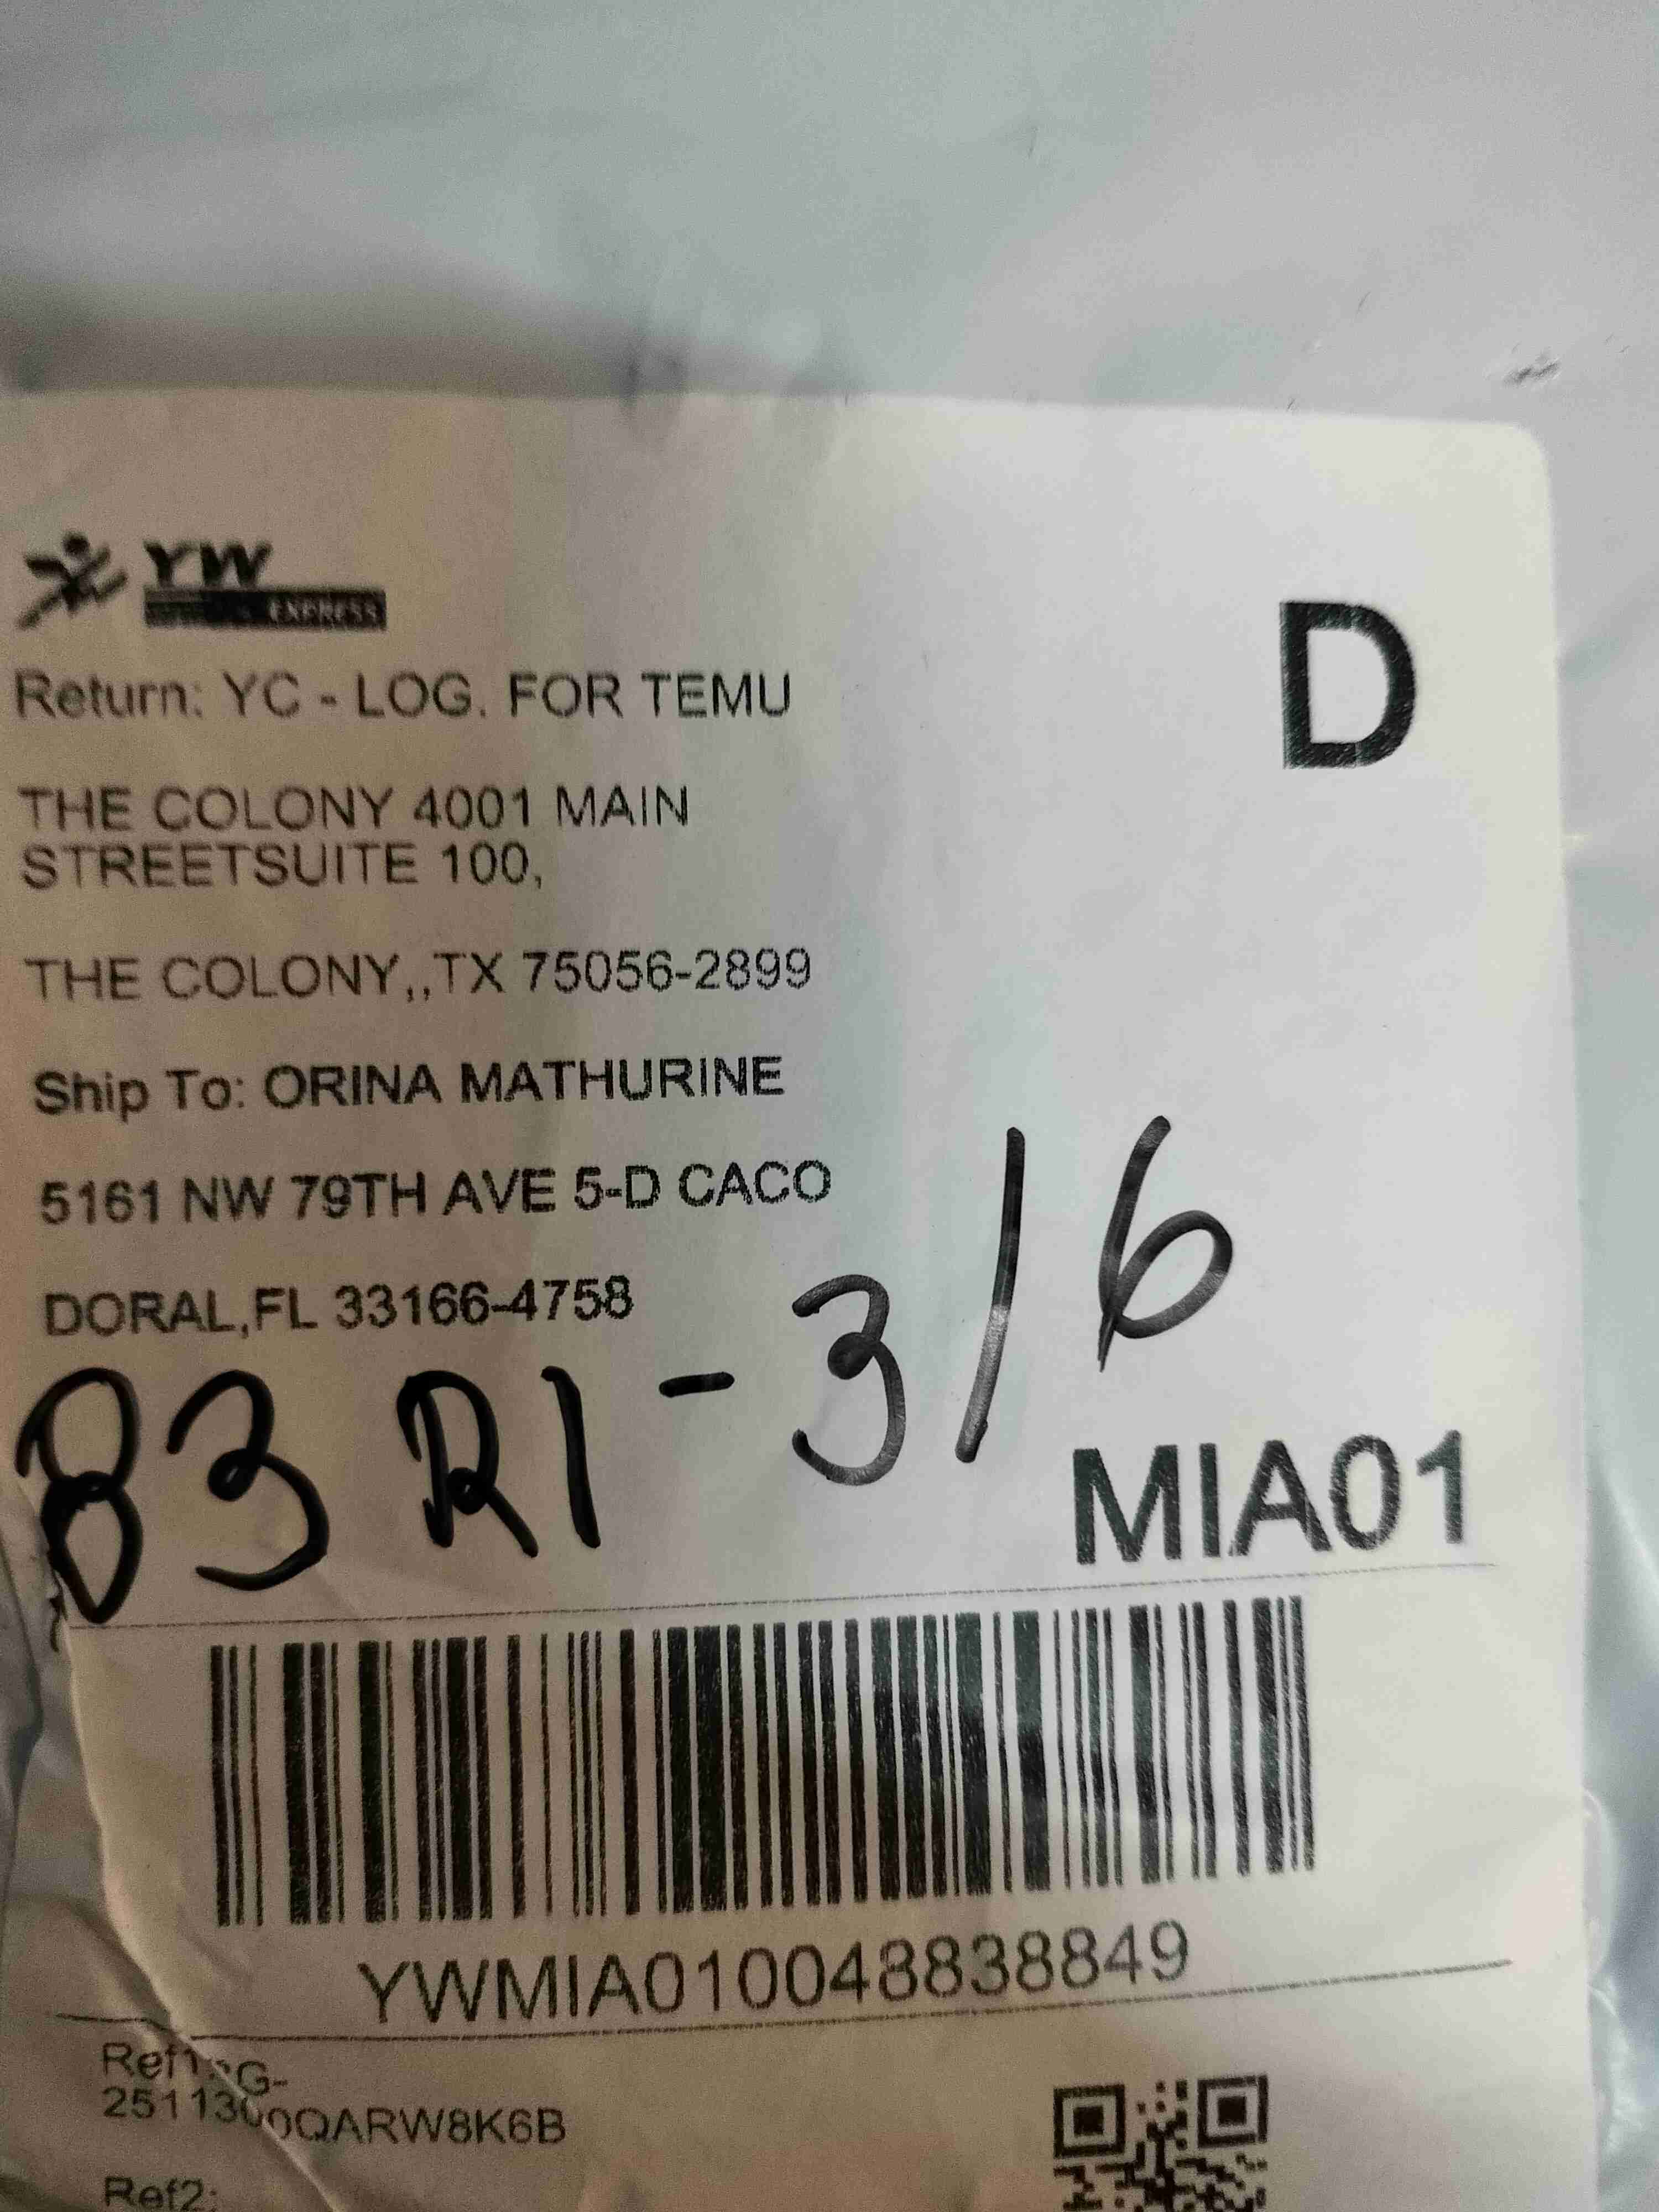 YW
EXPRESS
D
Return: YC - LOG. FOR TEMU
THE COLONY 4001 MAIN
STREETSUITE 100,
THE COLONY,,TX 75056-2899
Ship To: ORINA MATHURINE
5161 NW 79TH AVE 5-D CACO
DORAL,FL 33166-4758
83 R1 - 3/6
MIA01
YWMIA010048838849
Ref1:
QARW8K6B
Ref2: